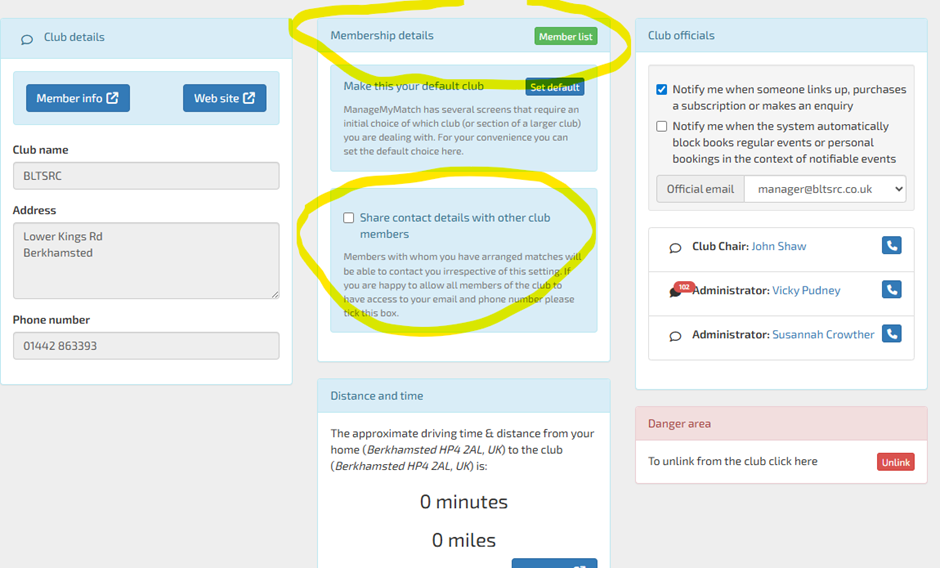 Club details
Member info
Web site
Club name
BLTSRC
Address
Lower Kings Rd
Berkhamsted
Phone number
01442 863393
Membership details
Member list
Make this your default club
Set default
ManageMyMatch has several screens that require an
initial choice of which club (or section of a larger club)
you are dealing with. For your convenience you can
set the default choice here.
Share contact details with other club
members
Members with whom you have arranged matches will
be able to contact you irrespective of this setting. If
you are happy to allow all members of the club to
have access to your email and phone number please
tick this box.
Distance and time
The approximate driving time & distance from your
home (Berkhamsted HP4 2AL, UK) to the club
(Berkhamsted HP4 2AL, UK) is:
0 minutes
0 miles
Club officials
Notify me when someone links up, purchases
a subscription or makes an enquiry
Notify me when the system automatically
block books regular events or personal
bookings in the context of notifiable events
Official email
manager@bltsrc.co.uk
Club Chair: John Shaw
102
Administrator: Vicky Pudney
Administrator: Susannah Crowther
Danger area
To unlink from the club click here
Unlink